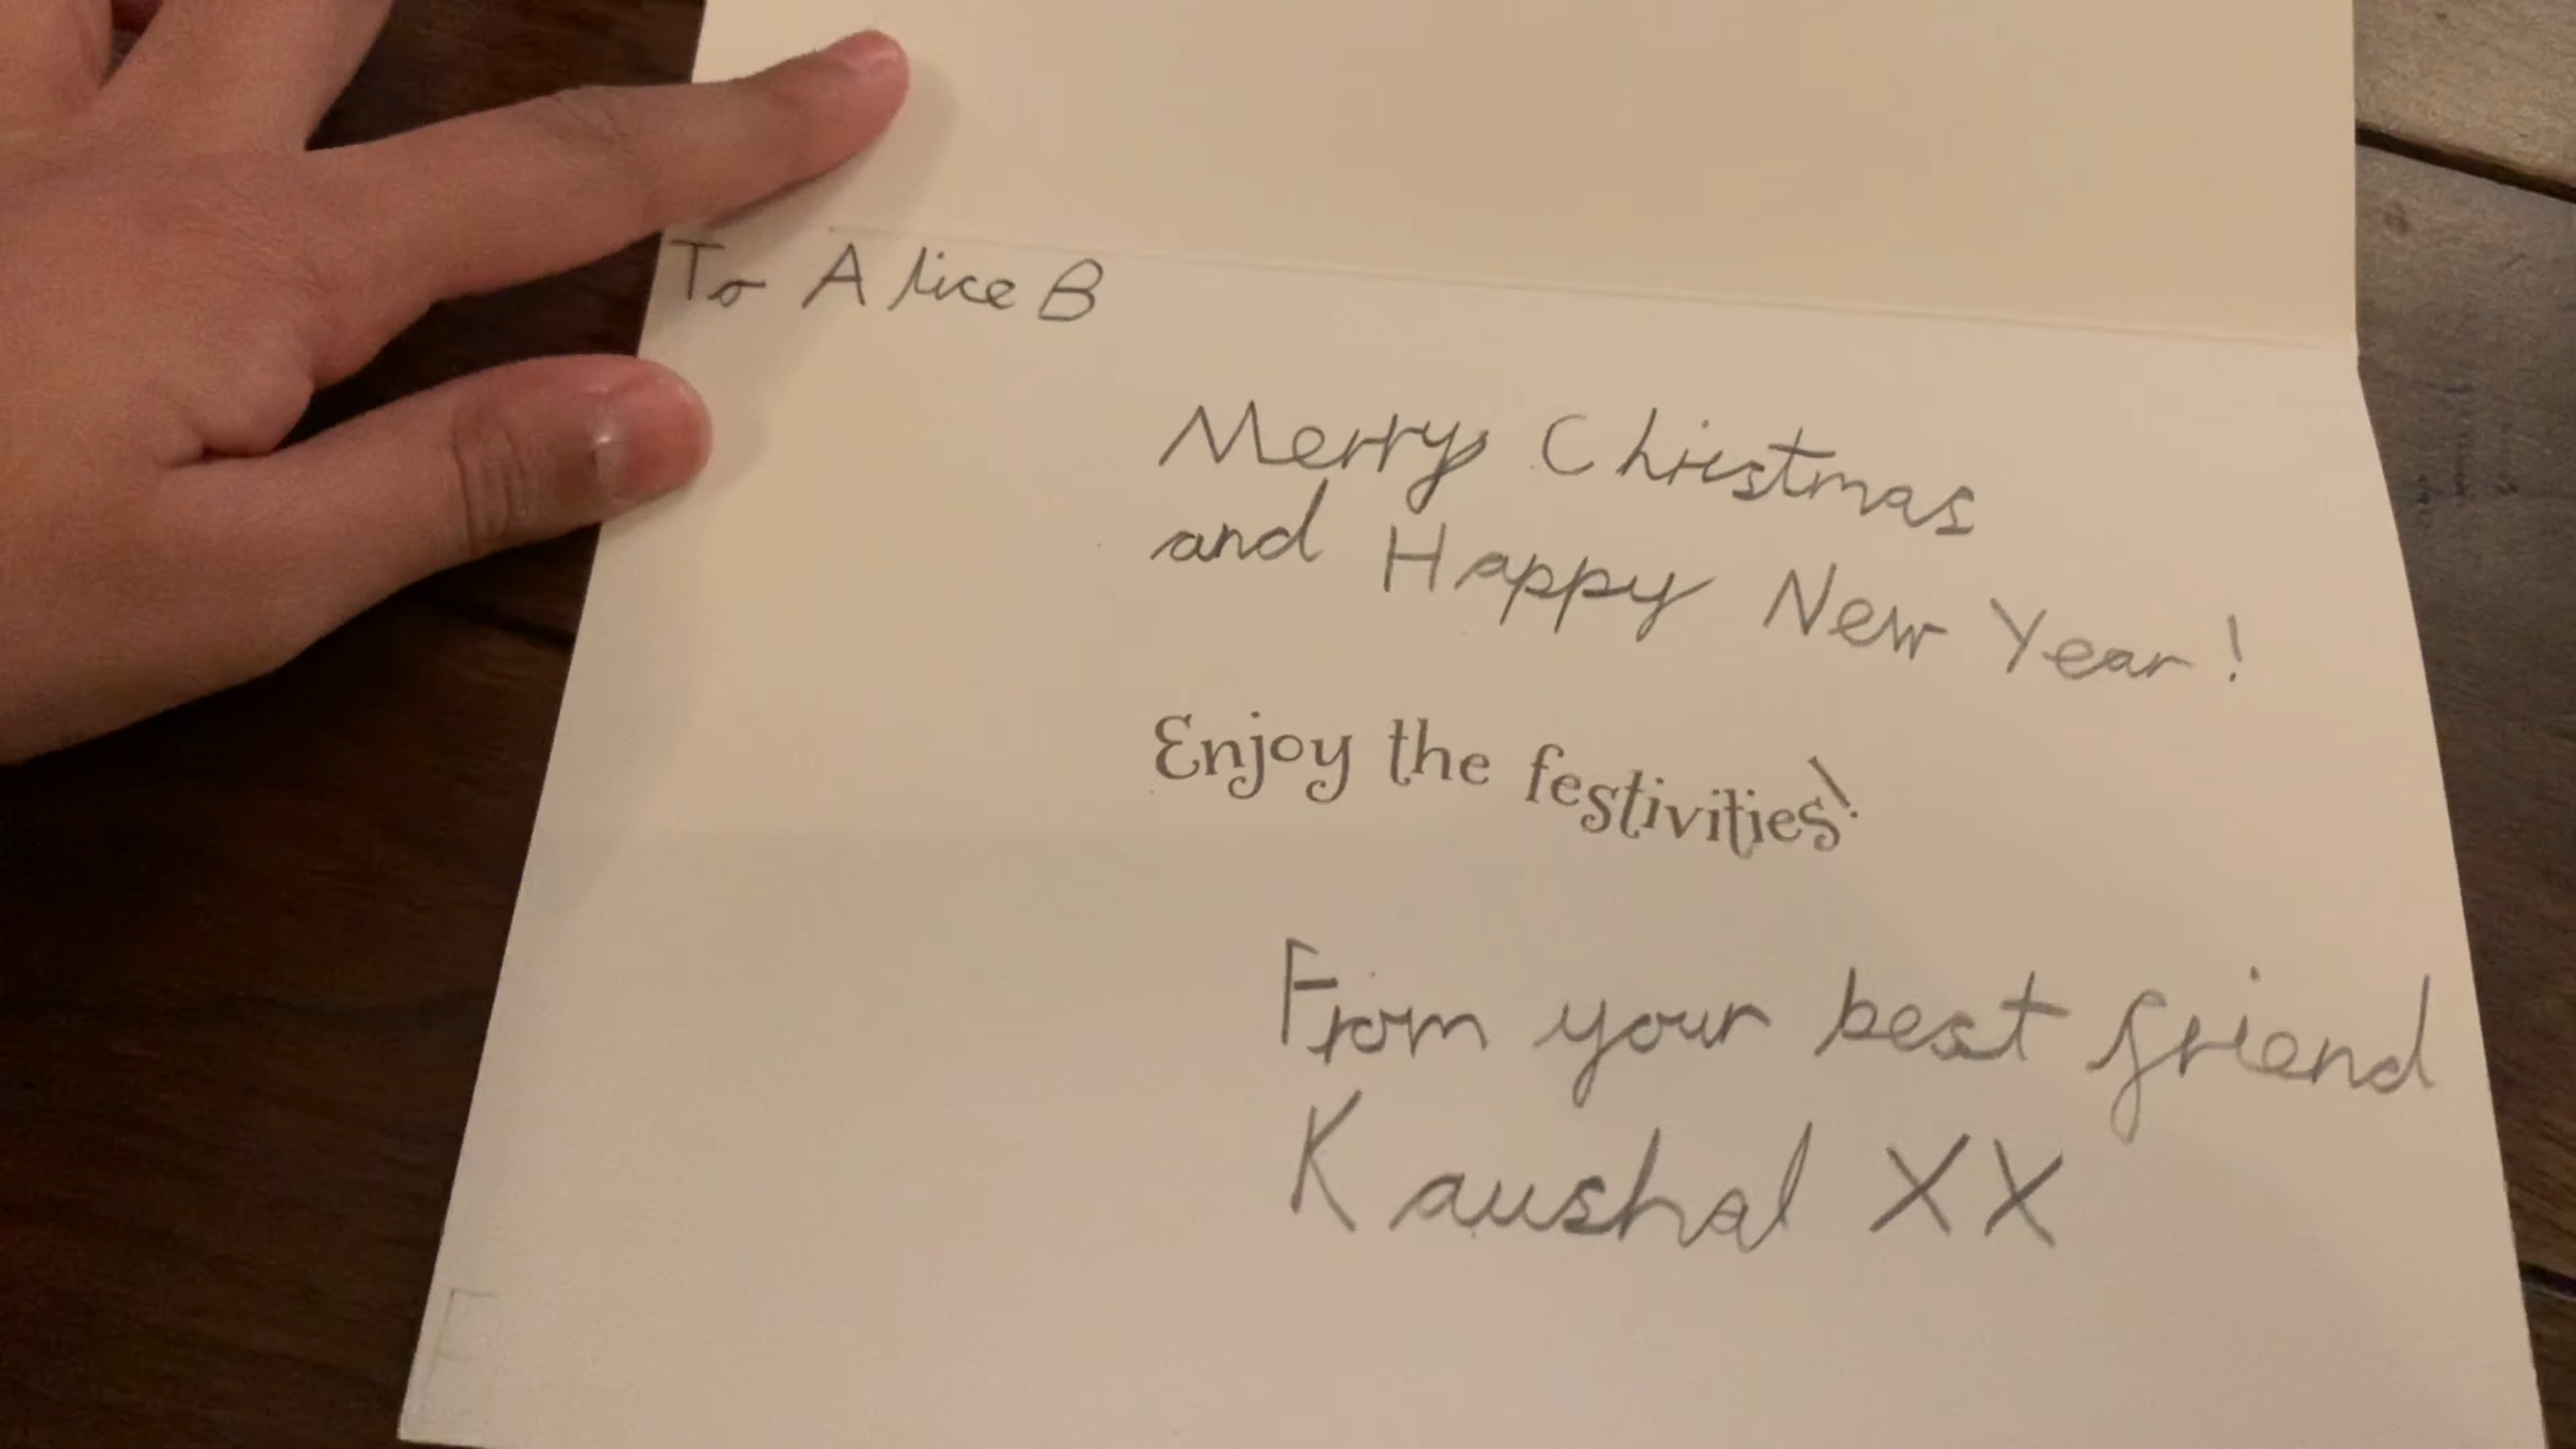 To Alice B
Merry Christmas
and Happy New Year!
Enjoy the festivities!
From your best friend
Kaushal XX